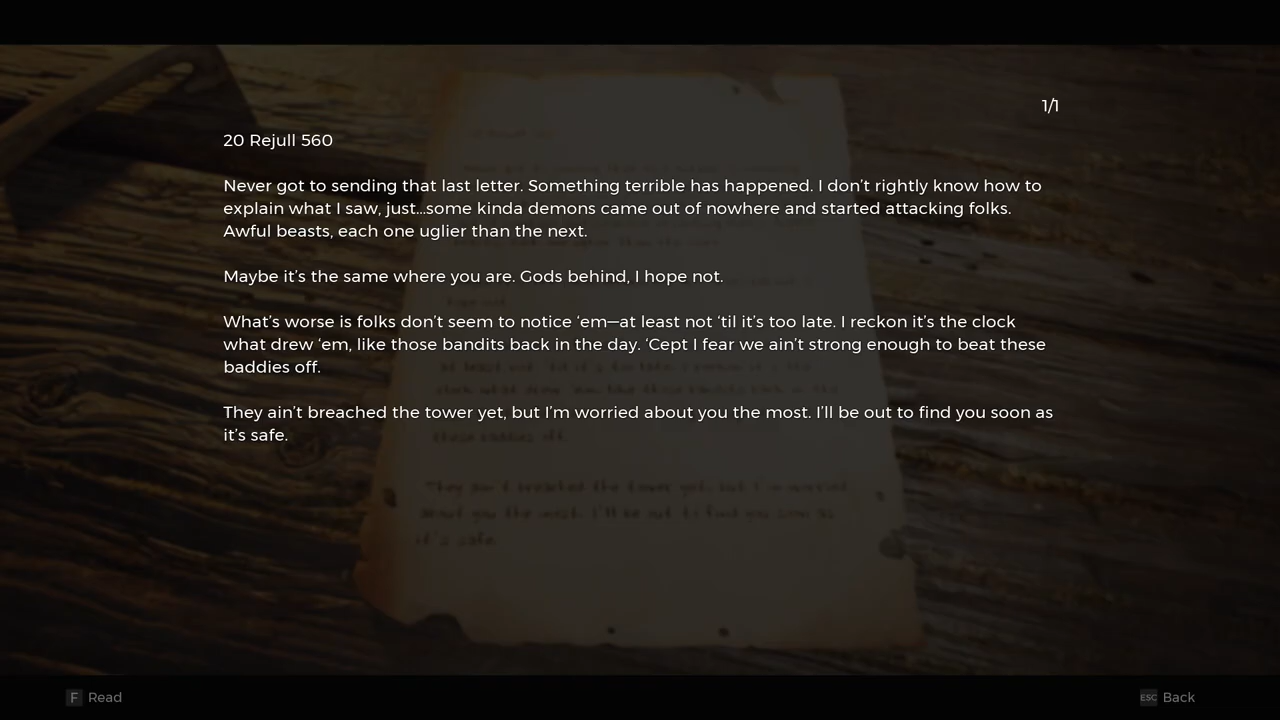 1/1
20 Rejull 560
Never got to sending that last letter. Something terrible has happened. I don’t rightly know how to
explain what I saw, just...some kinda demons came out of nowhere and started attacking folks.
Awful beasts, each one uglier than the next.
Maybe it’s the same where you are. Gods behind, I hope not.
What’s worse is folks don’t seem to notice ‘em—at least not ‘til it’s too late. I reckon it’s the clock
what drew ‘em, like those bandits back in the day. ‘Cept I fear we ain’t strong enough to beat these
baddies off.
They ain’t breached the tower yet, but I’m worried about you the most. I’ll be out to find you soon as
it’s safe.
F Read
ESC Back